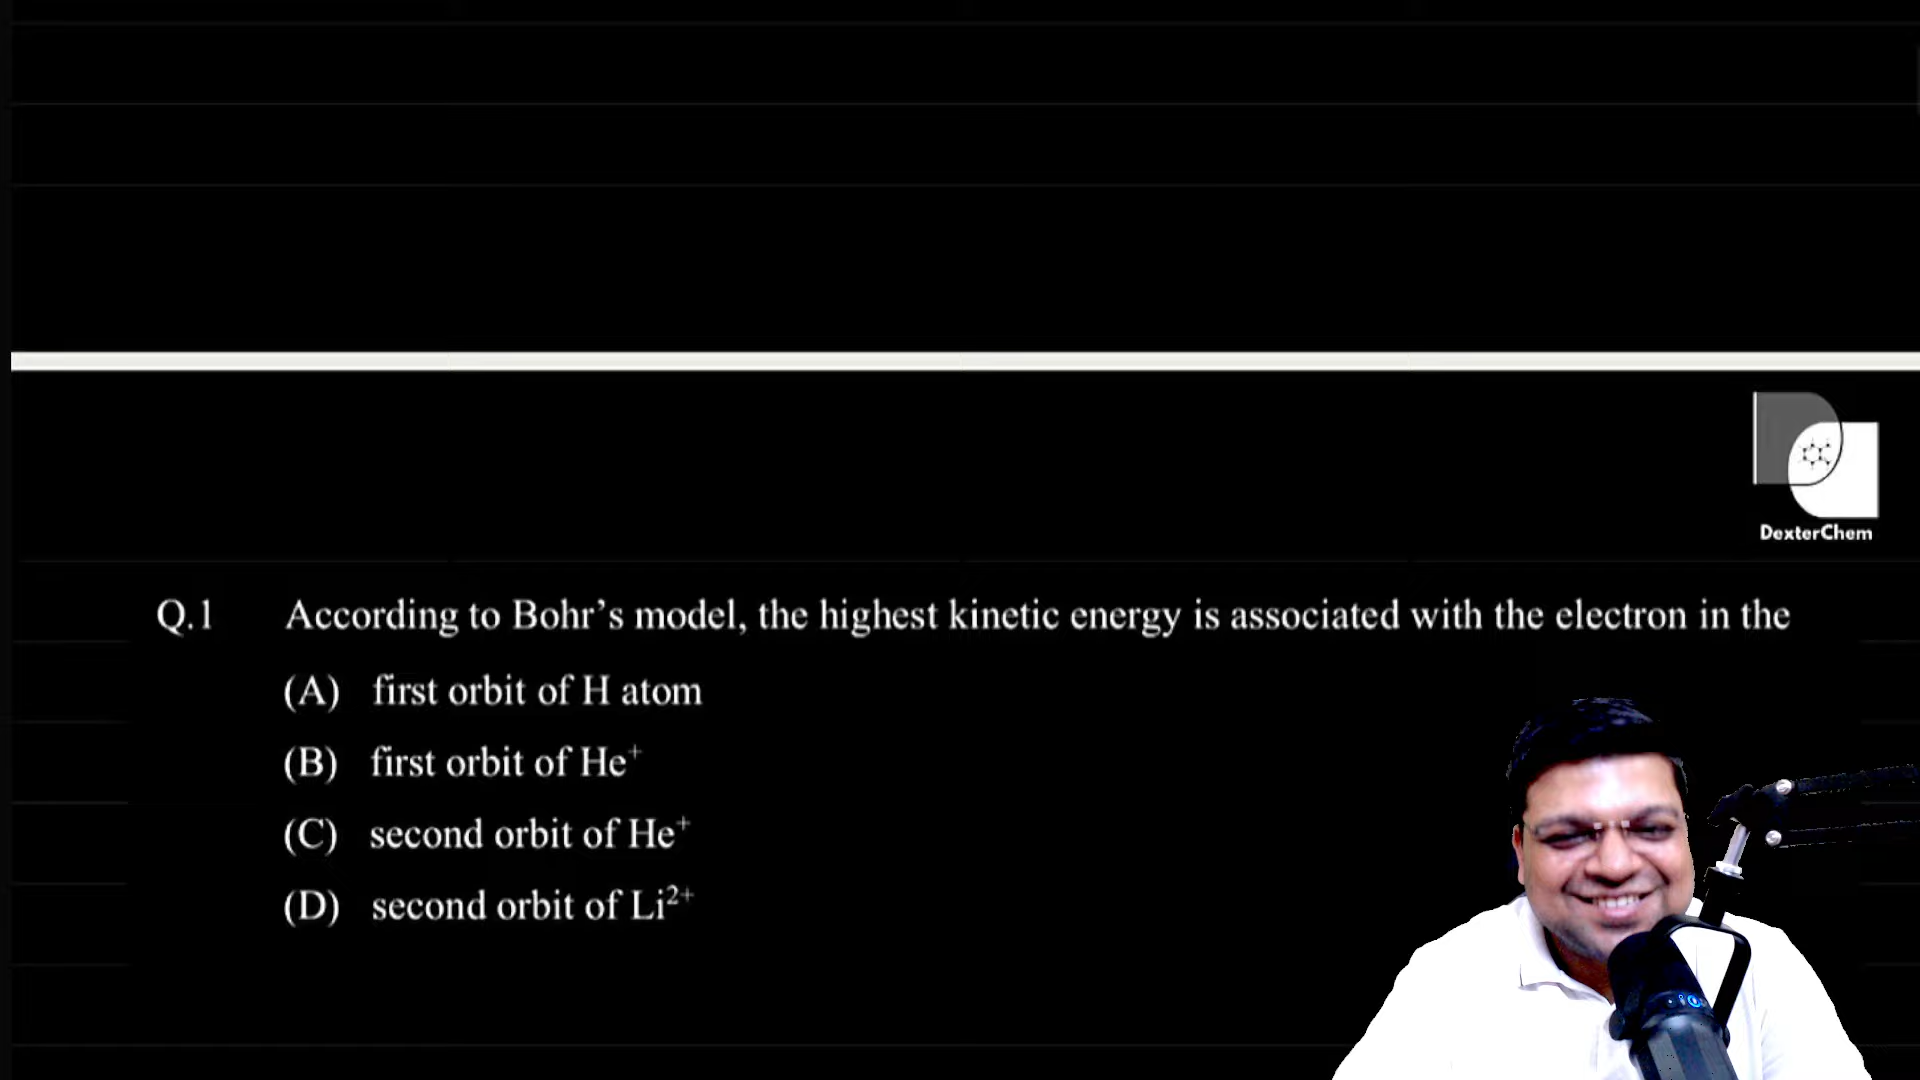 DexterChem
Q.1 According to Bohr’s model, the highest kinetic energy is associated with the electron in the
(A) first orbit of H atom
(B) first orbit of He⁺
(C) second orbit of He⁺
(D) second orbit of Li²⁺